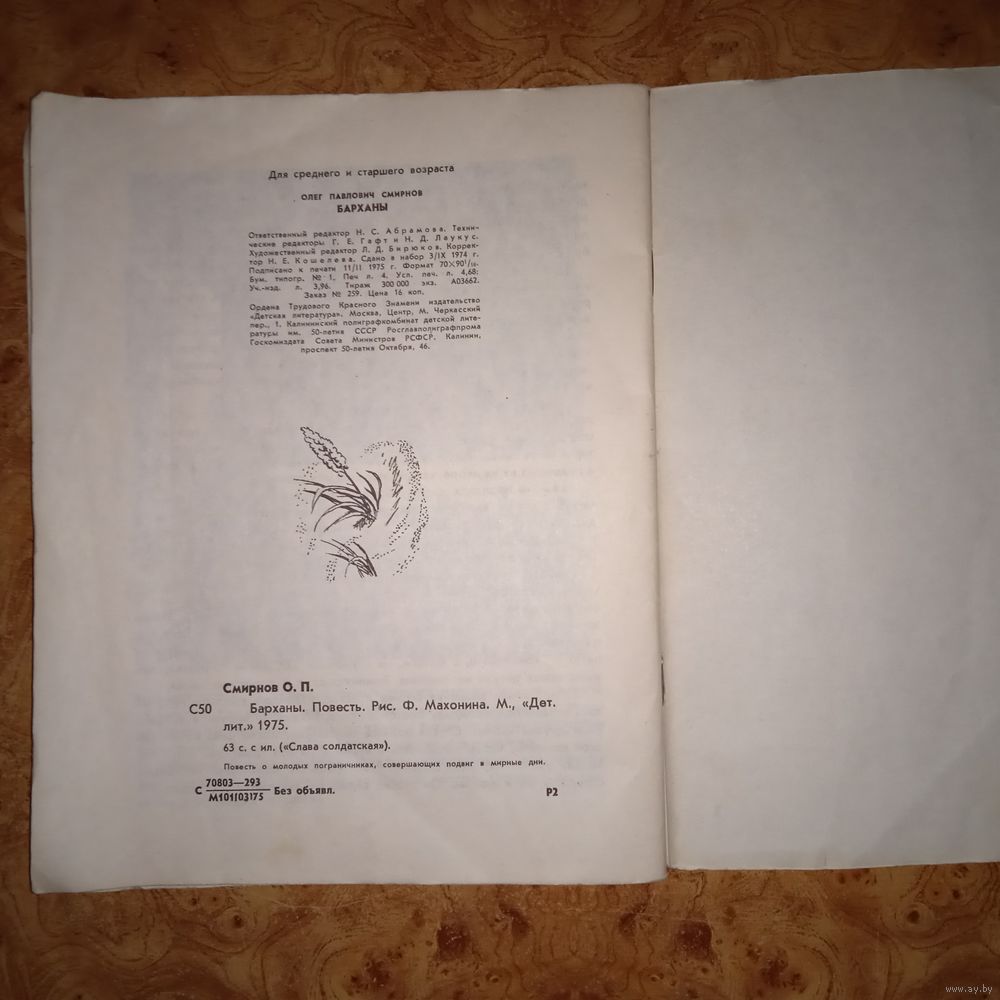 Для среднего и старшего возраста
ОЛЕГ ПАВЛОВИЧ СМИРНОВ
БАРХАНЫ
Ответственный редактор Н. С. Абрамова. Техни-
ческие редакторы Г. Е. Гафт и Н. Д. Лаукус.
Художественный редактор Л. Д. Бирюков. Коррек-
тор Н. Е. Кошелева. Сдано в набор 3/IX 1974 г.
Подписано к печати 11/II 1975 г. Формат 70×90¹/₁₆.
Бум. типогр. № 1. Печ л. 4. Усл. печ. л. 4,68;
Уч.-изд. л. 3,96. Тираж 300 000 экз. А03662.
Заказ № 259. Цена 16 коп.
Ордена Трудового Красного Знамени издательство
«Детская литература». Москва, Центр, М. Черкасский
пер., 1. Калининский полиграфкомбинат детской лите-
ратуры им. 50-летия СССР Росглавполиграфпрома
Госкомиздата Совета Министров РСФСР. Калинин,
проспект 50-летия Октября, 46.
Смирнов О. П.
С50 Барханы. Повесть. Рис. Ф. Махонина. М., «Дет.
лит.» 1975.
63 с. с ил. («Слава солдатская»).
Повесть о молодых пограничниках, совершающих подвиг в мирные дни.
С 70803—293
М101(03)75 Без объявл. Р2
www.ay.by